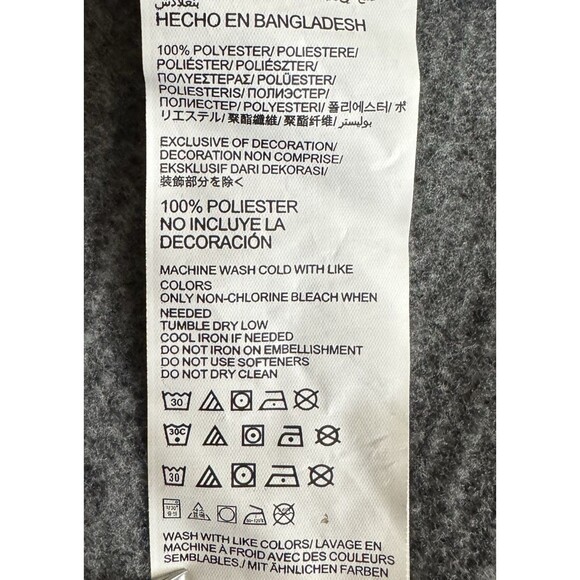 بنغلادش
HECHO EN BANGLADESH
100% POLYESTER/ POLIESTERE/
POLIÉSTER/ POLIÉSZTER/
ΠΟΛΥΕΣΤΕΡΑΣ/ POLÜESTER/
POLIESTERIS/ ПОЛИЭСТЕР/
ПОЛИЕСТЕР/ POLYESTERI/ 폴리에스터/ ポ
リエステル/ 聚酯纖維/ 聚酯纤维/ بوليستر/
EXCLUSIVE OF DECORATION/
DECORATION NON COMPRISE/
EKSKLUSIF DARI DEKORASI/
装飾部分を除く
100% POLIESTER
NO INCLUYE LA
DECORACIÓN
MACHINE WASH COLD WITH LIKE
COLORS
ONLY NON-CHLORINE BLEACH WHEN
NEEDED
TUMBLE DRY LOW
COOL IRON IF NEEDED
DO NOT IRON ON EMBELLISHMENT
DO NOT USE SOFTENERS
DO NOT DRY CLEAN
30
30C
30
WASH WITH LIKE COLORS/ LAVAGE EN
MACHINE À FROID AVEC DES COULEURS
SEMBLABLES./ MIT ÄHNLICHEN FARBEN